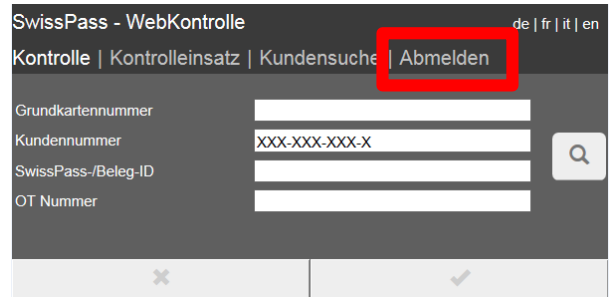 SwissPass - WebKontrolle de | fr | it | en
Kontrolle | Kontrolleinsatz | Kundensuche | Abmelden
Grundkartennummer
Kundennummer XXX-XXX-XXX-X
SwissPass-/Beleg-ID
OT Nummer